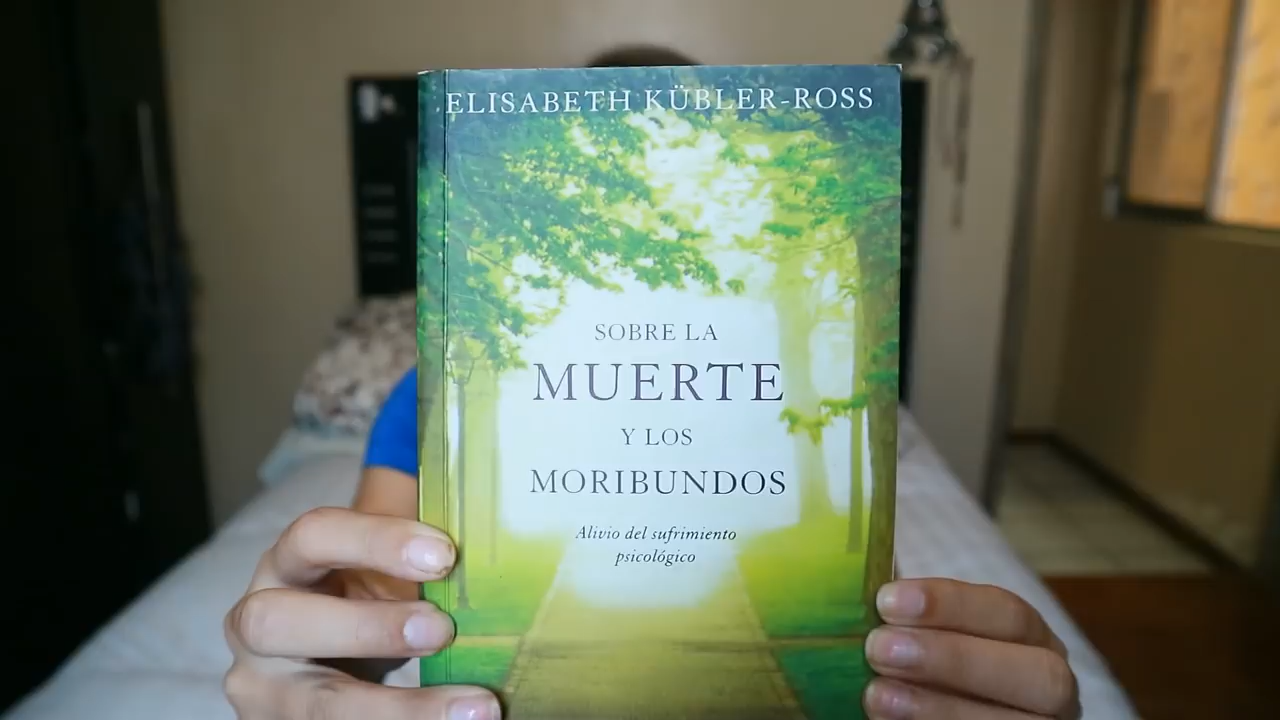 ELISABETH KÜBLER-ROSS
SOBRE LA
MUERTE
Y LOS
MORIBUNDOS
Alivio del sufrimiento
psicológico